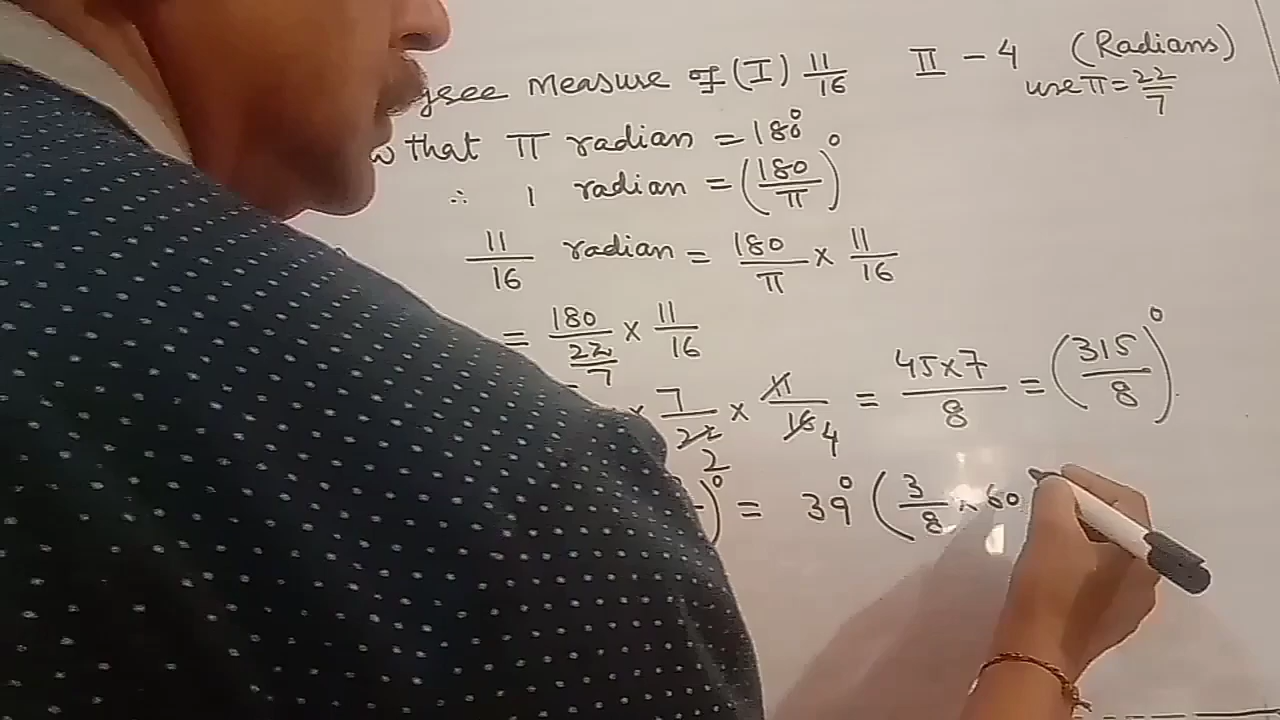 measure of (I) 11/16 II - 4 (Radians)
use π = 22/7
that π radian = 180°
∴ 1 radian = (180/π)°
11/16 radian = 180/π × 11/16
= 180/(22/7) × 11/16
× 7/22 2 × 11/16 4 = 45×7/8 = (315/8)°
)° = 39° (3/8 × 60